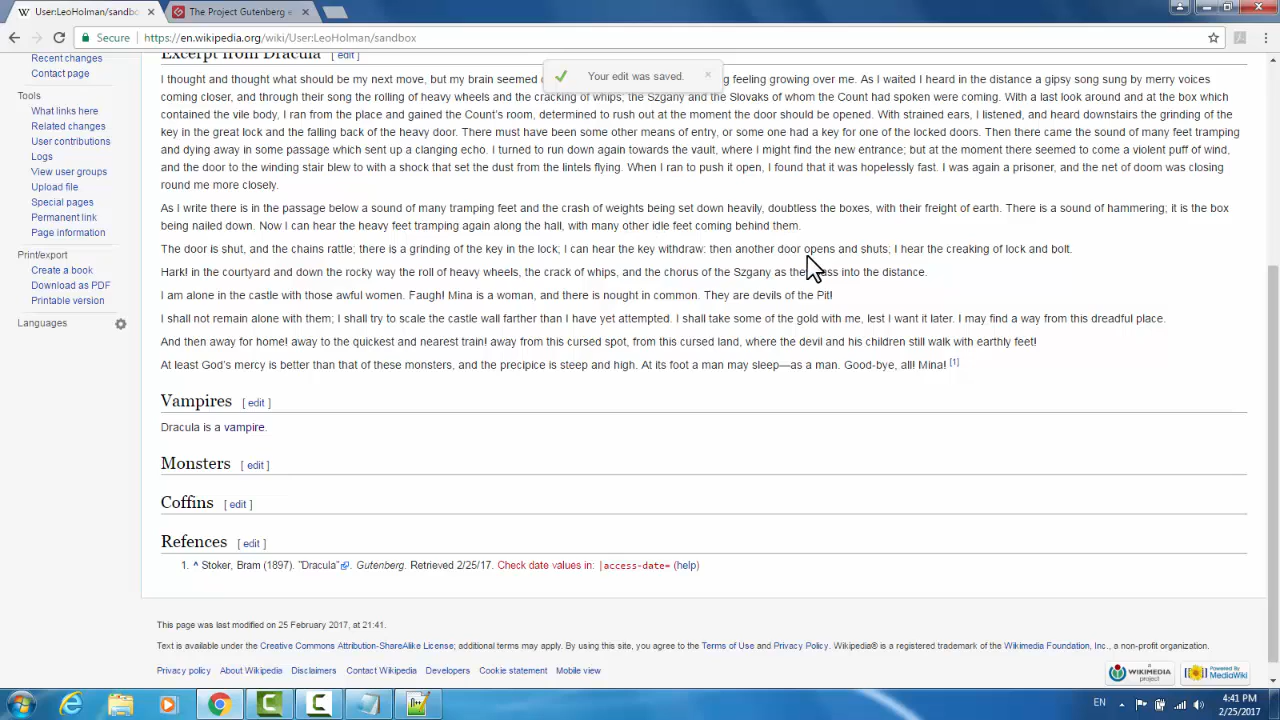 User:LeoHolman/sandb
The Project Gutenberg e
Secure
https://en.wikipedia.org/wiki/User:LeoHolman/sandbox
Recent changes
Contact page
Tools
What links here
Related changes
User contributions
Logs
View user groups
Upload file
Special pages
Permanent link
Page information
Print/export
Create a book
Download as PDF
Printable version
Languages
Excerpt from Dracula [ edit ]
Your edit was saved.
I thought and thought what should be my next move, but my brain seemed g feeling growing over me. As I waited I heard in the distance a gipsy song sung by merry voices
coming closer, and through their song the rolling of heavy wheels and the cracking of whips; the Szgany and the Slovaks of whom the Count had spoken were coming. With a last look around and at the box which
contained the vile body, I ran from the place and gained the Count's room, determined to rush out at the moment thdoorshould be opened. With strained ears, I listened, and heard downstairs the grinding of the
key in the great lock and the falling back of the heavy door. There must have been some other means of entry, or some one had a key for one of the locked doors. Then there came the sound of many feet tramping
and dying away in some passage which sent up a clanging echo. I turned to run down again towards the vault, where I might find the new entrance; but at the moment there seemed to come a violent puff of wind,
and the door to the winding stair blew to with a shock that set the dust from the lintels flying. When I ran to push it open, I found that it was hopelessly fast. I was again a prisoner, and the net of doom was closing
round me more closely.
As I write there is in the passage below a sound of many tramping feet and the crash of weights being set down heavily, doubtless the boxes, with their freight of earth. There is a sound of hammering; it is the box
being nailed down. Now I can hear the heavy feet tramping again along the hall, with many other idle feet coming behind them.
The door is shut, and the chains rattle; there is a grinding of the key in the lock; I can hear the key withdraw: then another door opens and shuts; I hear the creaking of lock and bolt.
Hark! in the courtyard and down the rocky way the roll of heavy wheels, the crack of whips, and the chorus of the Szgany as the ass into the distance.
I am alone in the castle with those awful women. Faugh! Mina is a woman, and there is nought in common. They are devils of the Pit!
I shall not remain alone with them; I shall try to scale the castle wall farther than I have yet attempted. I shall take some of the gold with me, lest I want it later. I may find a way from this dreadful place.
And then away for home! away to the quickest and nearest train! away from this cursed spot, from this cursed land, where the devil and his children still walk with earthly feet!
At least God's mercy is better than that of these monsters, and the precipice is steep and high. At its foot a man may sleep—as a man. Good-bye, all! Mina! [1]
Vampires [ edit ]
Dracula is a vampire.
Monsters [ edit ]
Coffins [ edit ]
Refences [ edit ]
1. ^ Stoker, Bram (1897). "Dracula". Gutenberg. Retrieved 2/25/17. Check date values in: |access-date= (help)
This page was last modified on 25 February 2017, at 21:41.
Text is available under the Creative Commons Attribution-ShareAlike License; additional terms may apply. By using this site, you agree to the Terms of Use and Privacy Policy. Wikipedia® is a registered trademark of the Wikimedia Foundation, Inc., a non-profit organization.
Privacy policy About Wikipedia Disclaimers Contact Wikipedia Developers Cookie statement Mobile view
a WIKIMEDIA project
Powered By MediaWiki
EN
4:41 PM
2/25/2017